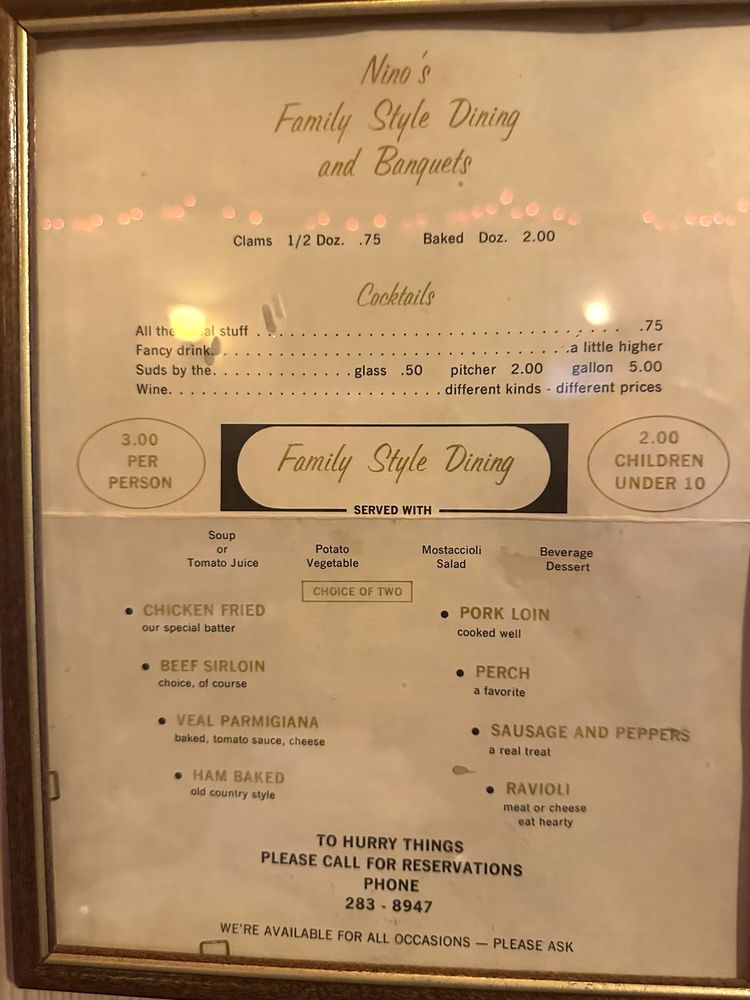 Nino's
Family Style Dining
and Banquets
Clams 1/2 Doz. .75 Baked Doz. 2.00
Cocktails
All the stuff . . . . . . . . . . . . . . . . . . . . . . . . . . . . . . . . . . . . . . . . .75
Fancy drink. . . . . . . . . . . . . . . . . . . . . . . . . . . . . . . . . . . . .a little higher
Suds by the. . . . . . . . . . . . . . .glass .50 pitcher 2.00 gallon 5.00
Wine. . . . . . . . . . . . . . . . . . . . . . . . . . different kinds - different prices
3.00
PER
PERSON
Family Style Dining
2.00
CHILDREN
UNDER 10
SERVED WITH
Soup
or
Tomato Juice
Potato
Vegetable
Mostaccioli
Salad
Beverage
Dessert
CHOICE OF TWO
• CHICKEN FRIED
our special batter
• BEEF SIRLOIN
choice, of course
• VEAL PARMIGIANA
baked, tomato sauce, cheese
• HAM BAKED
old country style
• PORK LOIN
cooked well
• PERCH
a favorite
• SAUSAGE AND PEPPERS
a real treat
• RAVIOLI
meat or cheese
eat hearty
TO HURRY THINGS
PLEASE CALL FOR RESERVATIONS
PHONE
283 - 8947
WE'RE AVAILABLE FOR ALL OCCASIONS — PLEASE ASK